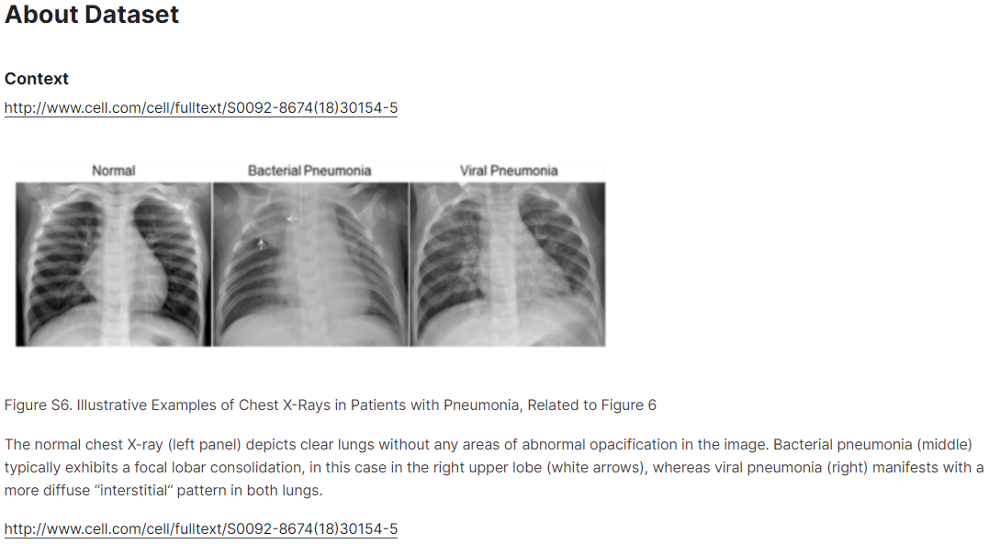 About Dataset
Context
http://www.cell.com/cell/fulltext/S0092-8674(18)30154-5
Normal
Bacterial Pneumonia
Viral Pneumonia
Figure S6. Illustrative Examples of Chest X-Rays in Patients with Pneumonia, Related to Figure 6
The normal chest X-ray (left panel) depicts clear lungs without any areas of abnormal opacification in the image. Bacterial pneumonia (middle)
typically exhibits a focal lobar consolidation, in this case in the right upper lobe (white arrows), whereas viral pneumonia (right) manifests with a
more diffuse “interstitial” pattern in both lungs.
http://www.cell.com/cell/fulltext/S0092-8674(18)30154-5